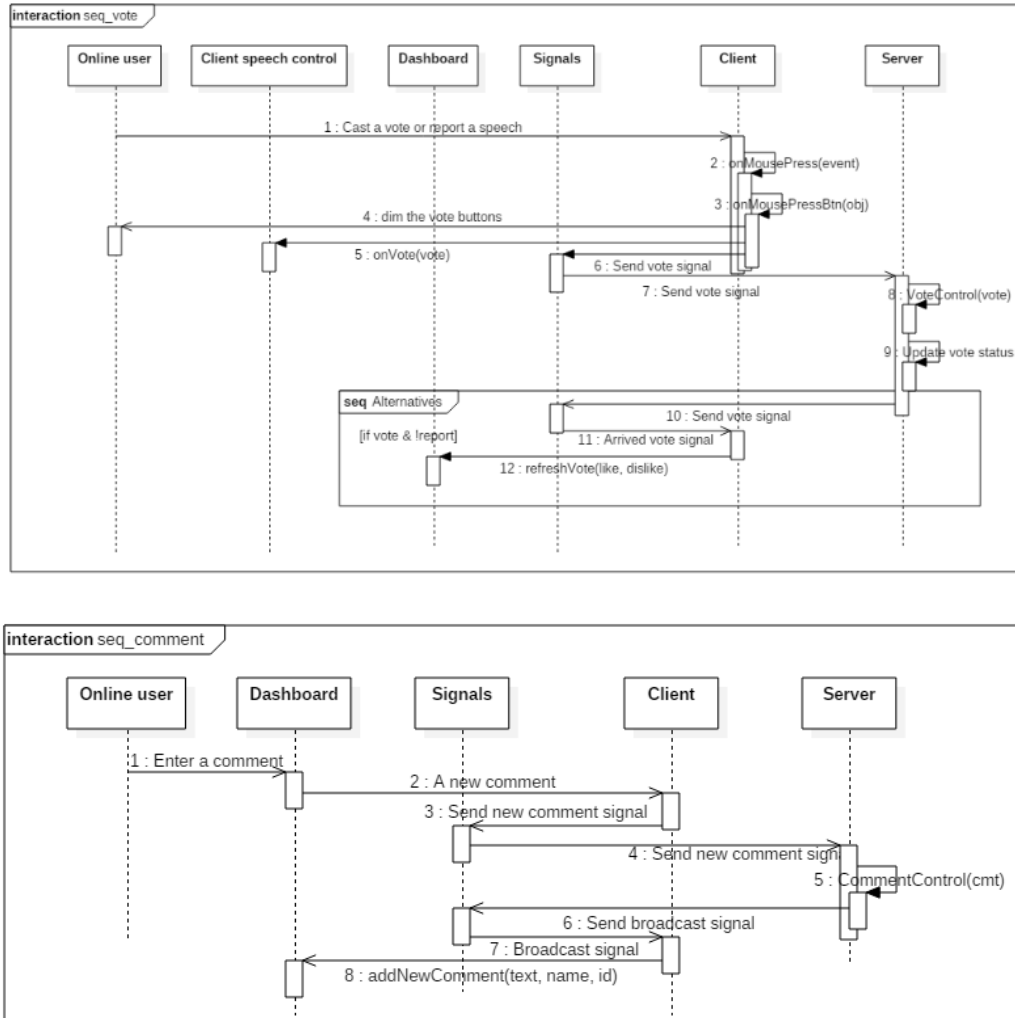 interaction seq_vote
Online user
Client speech control
Dashboard
Signals
Client
Server
1 : Cast a vote or report a speech
2 : onMousePress(event)
3 : onMousePressBtn(obj)
4 : dim the vote buttons
5 : onVote(vote)
6 : Send vote signal
7 : Send vote signal
8 : VoteControl(vote)
9 : Update vote status
seq Alternatives
10 : Send vote signal
[if vote & !report]
11 : Arrived vote signal
12 : refreshVote(like, dislike)
interaction seq_comment
Online user
Dashboard
Signals
Client
Server
1 : Enter a comment
2 : A new comment
3 : Send new comment signal
4 : Send new comment sign
5 : CommentControl(cmt)
6 : Send broadcast signal
7 : Broadcast signal
8 : addNewComment(text, name, id)